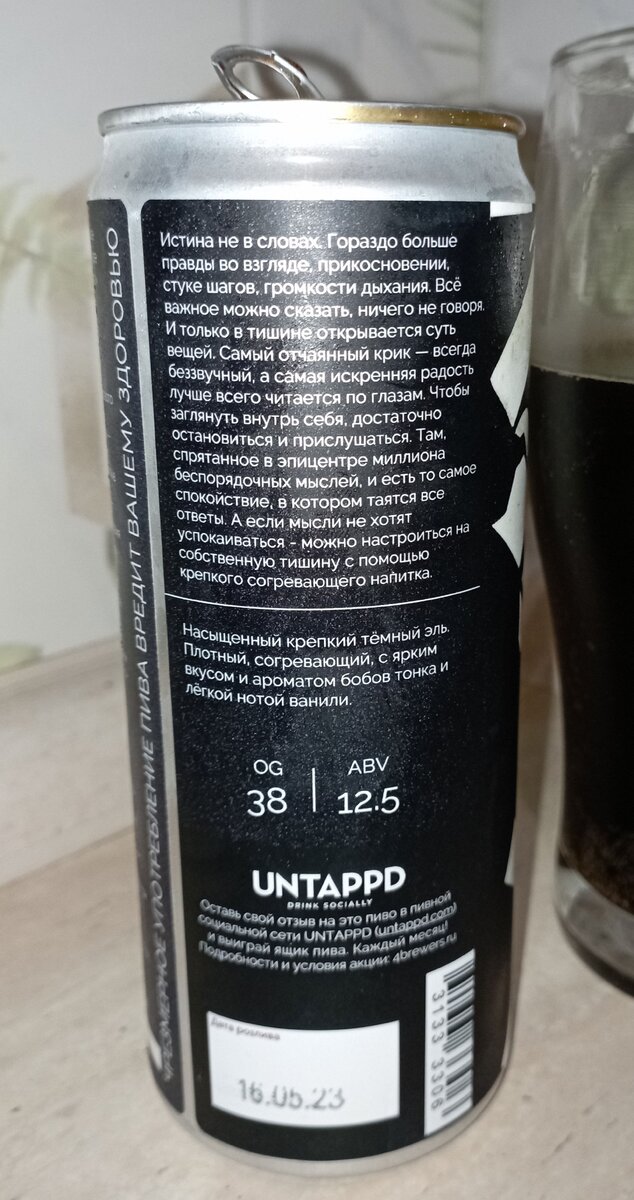 Истина не в словах. Гораздо больше
правды во взгляде, прикосновении,
стуке шагов, громкости дыхания. Всё
важное можно сказать, ничего не говоря.
И только в тишине открывается суть
вещей. Самый отчаянный крик — всегда
беззвучный, а самая искренняя радость
лучше всего читается по глазам. Чтобы
заглянуть внутрь себя, достаточно
остановиться и прислушаться. Там,
спрятанное в эпицентре миллиона
беспорядочных мыслей, и есть то самое
спокойствие, в котором таятся все
ответы. А если мысли не хотят
успокаиваться - можно настроиться на
собственную тишину с помощью
крепкого согревающего напитка.
Насыщенный крепкий тёмный эль.
Плотный, согревающий, с ярким
вкусом и ароматом бобов тонка и
лёгкой нотой ванили.
OG ABV
38 12.5
UNTAPPD
DRINK SOCIALLY
Оставь свой отзыв на это пиво в пивной
социальной сети UNTAPPD (untappd.com)
и выиграй ящик пива. Каждый месяц!
Подробности и условия акции: 4brewers.ru
Дата розлива
16.05.23
3133 3306
ЧРЕЗМЕРНОЕ УПОТРЕБЛЕНИЕ ПИВА ВРЕДИТ ВАШЕМУ ЗДОРОВЬЮ